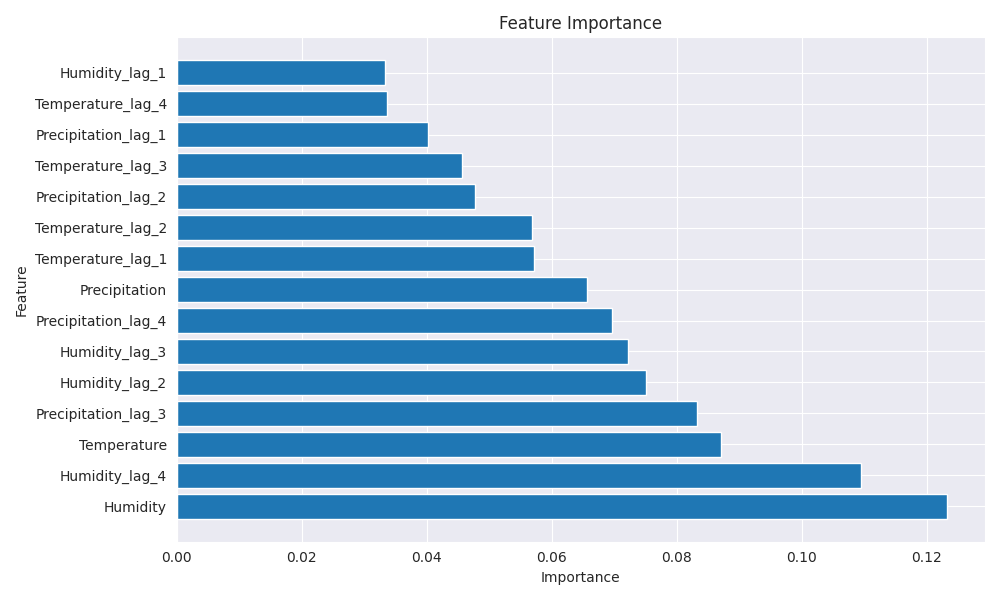 Feature Importance
Humidity_lag_1
Temperature_lag_4
Precipitation_lag_1
Temperature_lag_3
Precipitation_lag_2
Temperature_lag_2
Temperature_lag_1
Precipitation
Precipitation_lag_4
Humidity_lag_3
Humidity_lag_2
Precipitation_lag_3
Temperature
Humidity_lag_4
Humidity
Feature
0.00 0.02 0.04 0.06 0.08 0.10 0.12
Importance